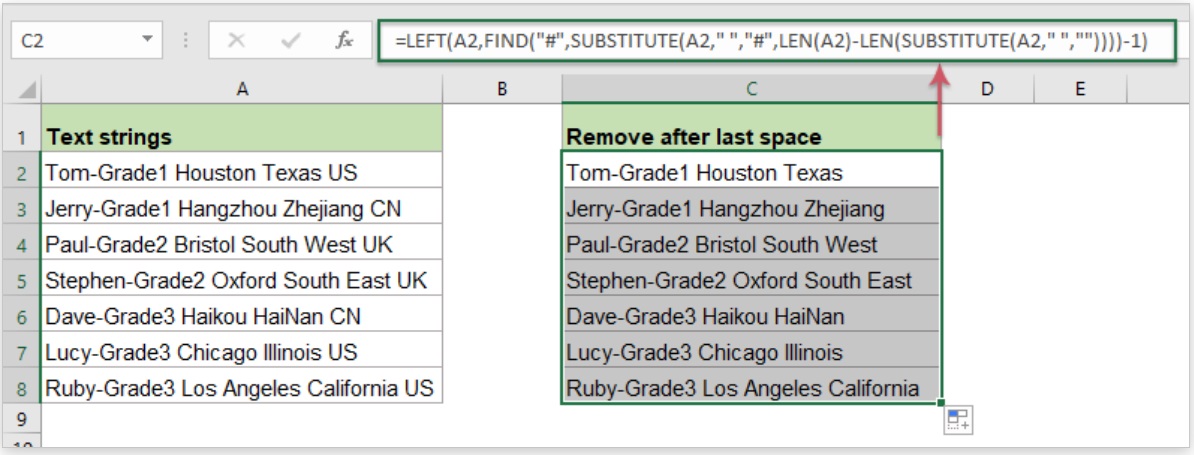 C2 fx =LEFT(A2,FIND("#",SUBSTITUTE(A2," ","#",LEN(A2)-LEN(SUBSTITUTE(A2," ",""))))-1)
A B C D E
1 Text strings Remove after last space
2 Tom-Grade1 Houston Texas US Tom-Grade1 Houston Texas
3 Jerry-Grade1 Hangzhou Zhejiang CN Jerry-Grade1 Hangzhou Zhejiang
4 Paul-Grade2 Bristol South West UK Paul-Grade2 Bristol South West
5 Stephen-Grade2 Oxford South East UK Stephen-Grade2 Oxford South East
6 Dave-Grade3 Haikou HaiNan CN Dave-Grade3 Haikou HaiNan
7 Lucy-Grade3 Chicago Illinois US Lucy-Grade3 Chicago Illinois
8 Ruby-Grade3 Los Angeles California US Ruby-Grade3 Los Angeles California
9